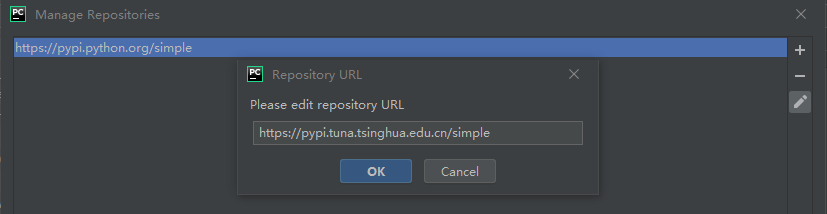 PC Manage Repositories
https://pypi.python.org/simple
PC Repository URL
Please edit repository URL
https://pypi.tuna.tsinghua.edu.cn/simple
OK Cancel